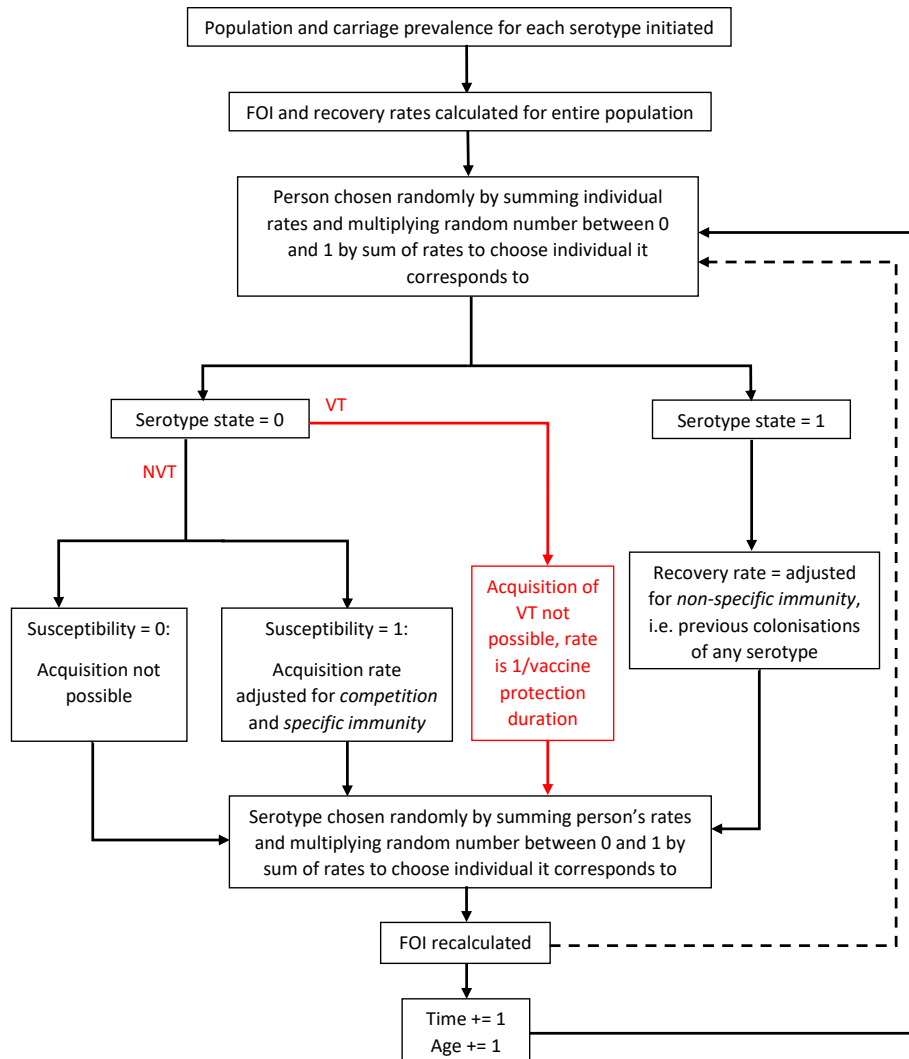 Population and carriage prevalence for each serotype initiated
FOI and recovery rates calculated for entire population
Person chosen randomly by summing individual
rates and multiplying random number between 0
and 1 by sum of rates to choose individual it
corresponds to
Serotype state = 0
VT
Serotype state = 1
NVT
Susceptibility = 0:
Acquisition not
possible
Susceptibility = 1:
Acquisition rate
adjusted for competition
and specific immunity
Acquisition of
VT not
possible, rate
is 1/vaccine
protection
duration
Recovery rate = adjusted
for non-specific immunity,
i.e. previous colonisations
of any serotype
Serotype chosen randomly by summing person’s rates
and multiplying random number between 0 and 1 by
sum of rates to choose individual it corresponds to
FOI recalculated
Time += 1
Age += 1